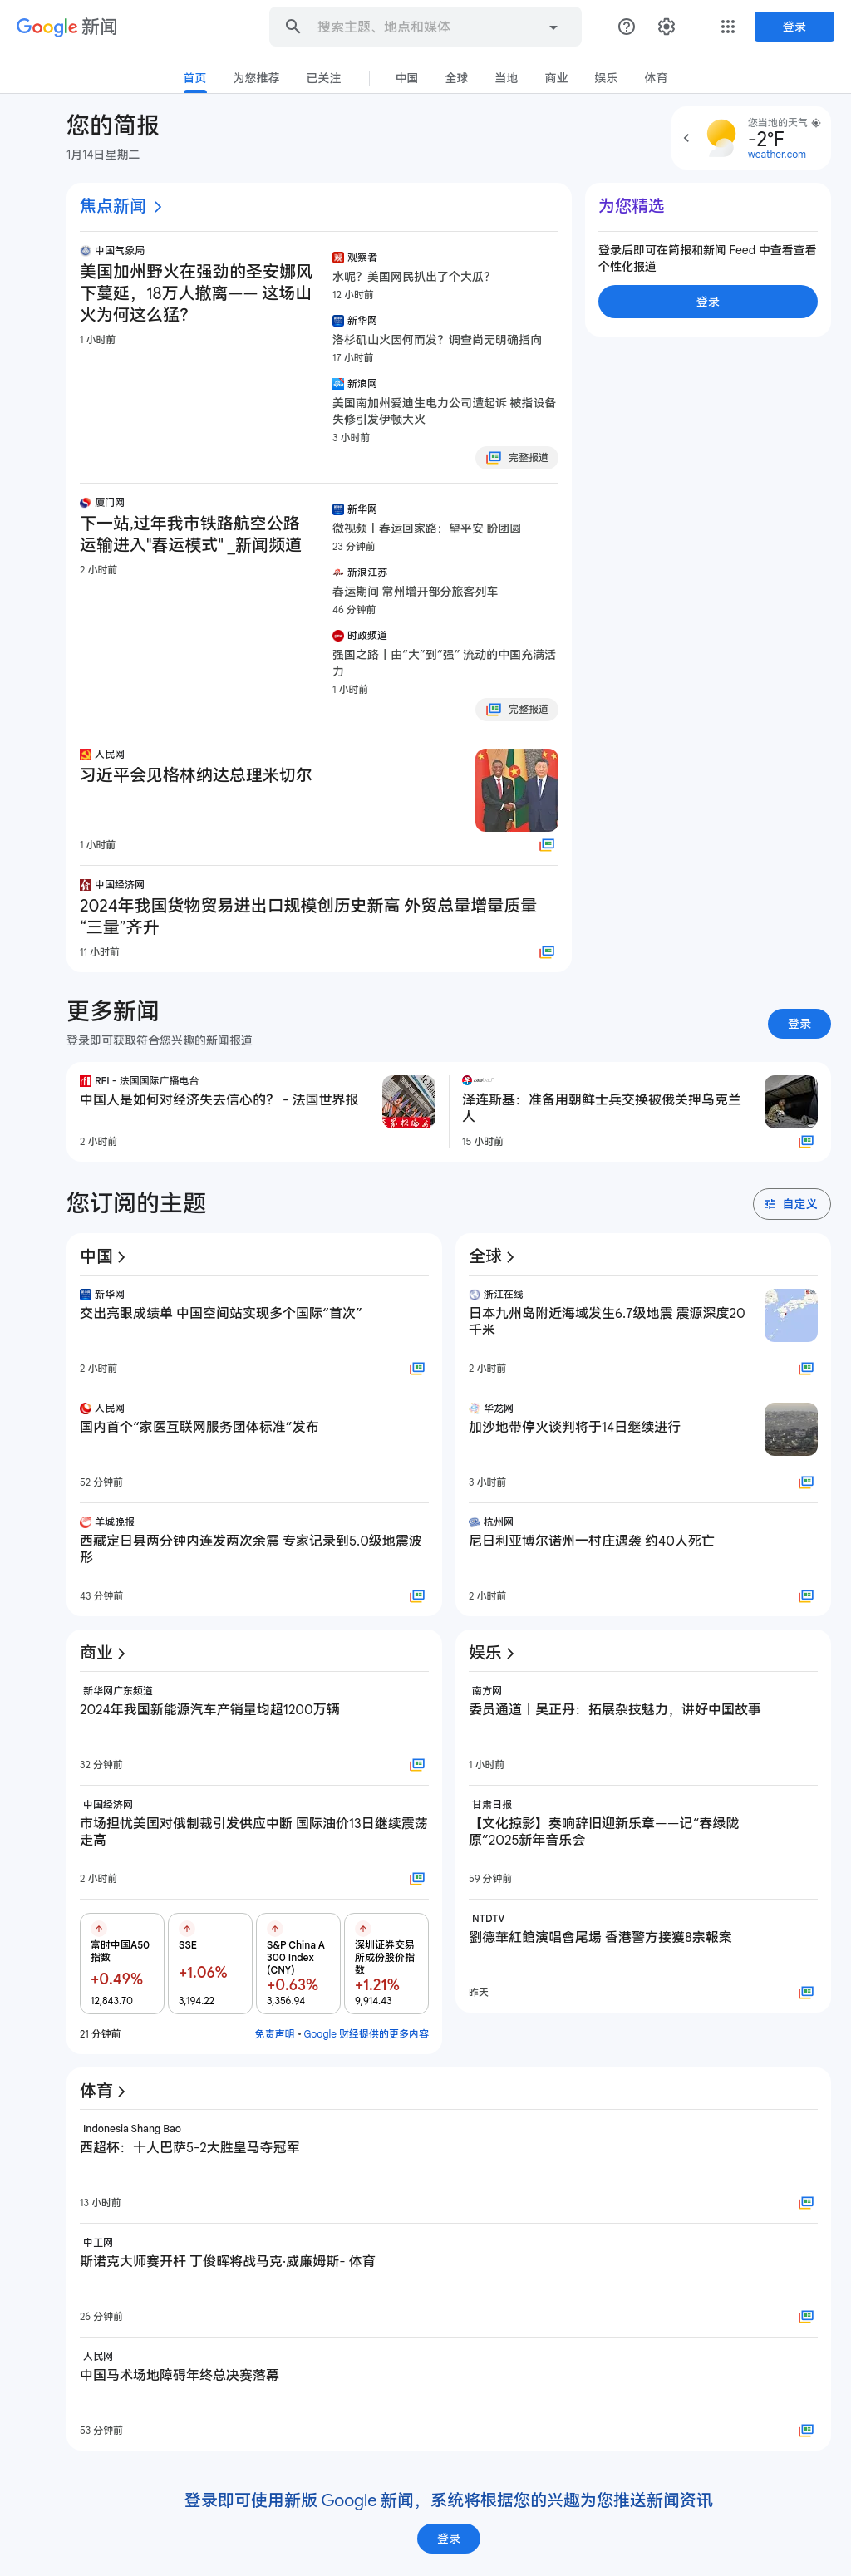 Google 新闻
搜索主题、地点和媒体
登录
首页
为您推荐
已关注
中国
全球
当地
商业
娱乐
体育
您的简报
1月14日星期二
您当地的天气
-2°F
weather.com
焦点新闻
中国气象局
美国加州野火在强劲的圣安娜风
下蔓延，18万人撤离—— 这场山
火为何这么猛？
1 小时前
观察者
水呢？美国网民扒出了个大瓜？
12 小时前
新华网
洛杉矶山火因何而发？调查尚无明确指向
17 小时前
新浪网
美国南加州爱迪生电力公司遭起诉 被指设备
失修引发伊顿大火
3 小时前
完整报道
为您精选
登录后即可在简报和新闻 Feed 中查看查看
个性化报道
登录
厦门网
下一站,过年我市铁路航空公路
运输进入"春运模式" _新闻频道
2 小时前
新华网
微视频丨春运回家路：望平安 盼团圆
23 分钟前
新浪江苏
春运期间 常州增开部分旅客列车
46 分钟前
时政频道
强国之路丨由“大”到“强” 流动的中国充满活
力
1 小时前
完整报道
人民网
习近平会见格林纳达总理米切尔
1 小时前
中国经济网
2024年我国货物贸易进出口规模创历史新高 外贸总量增量质量
“三量”齐升
11 小时前
更多新闻
登录即可获取符合您兴趣的新闻报道
登录
RFI - 法国国际广播电台
中国人是如何对经济失去信心的？ - 法国世界报
2 小时前
泽连斯基：准备用朝鲜士兵交换被俄关押乌克兰
人
15 小时前
您订阅的主题
自定义
中国
新华网
交出亮眼成绩单 中国空间站实现多个国际“首次”
2 小时前
人民网
国内首个“家医互联网服务团体标准”发布
52 分钟前
羊城晚报
西藏定日县两分钟内连发两次余震 专家记录到5.0级地震波
形
43 分钟前
全球
浙江在线
日本九州岛附近海域发生6.7级地震 震源深度20
千米
2 小时前
华龙网
加沙地带停火谈判将于14日继续进行
3 小时前
杭州网
尼日利亚博尔诺州一村庄遇袭 约40人死亡
2 小时前
商业
新华网广东频道
2024年我国新能源汽车产销量均超1200万辆
32 分钟前
中国经济网
市场担忧美国对俄制裁引发供应中断 国际油价13日继续震荡
走高
2 小时前
富时中国A50
指数
+0.49%
12,843.70
SSE
+1.06%
3,194.22
S&P China A
300 Index
(CNY)
+0.63%
3,356.94
深圳证券交易
所成份股价指
数
+1.21%
9,914.43
21 分钟前
免责声明 • Google 财经提供的更多内容
娱乐
南方网
委员通道丨吴正丹：拓展杂技魅力，讲好中国故事
1 小时前
甘肃日报
【文化掠影】奏响辞旧迎新乐章——记“春绿陇
原”2025新年音乐会
59 分钟前
NTDTV
劉德華紅館演唱會尾場 香港警方接獲8宗報案
昨天
体育
Indonesia Shang Bao
西超杯：十人巴萨5-2大胜皇马夺冠军
13 小时前
中工网
斯诺克大师赛开杆 丁俊晖将战马克·威廉姆斯- 体育
26 分钟前
人民网
中国马术场地障碍年终总决赛落幕
53 分钟前
登录即可使用新版 Google 新闻，系统将根据您的兴趣为您推送新闻资讯
登录